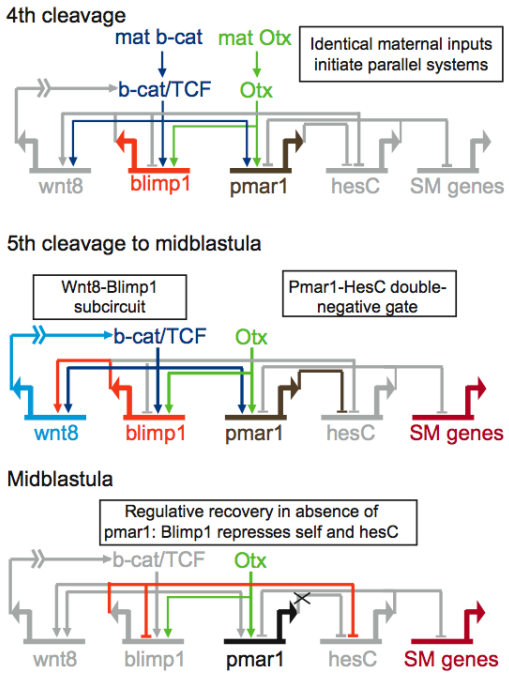 4th cleavage
mat b-cat
mat Otx
Identical maternal inputs
initiate parallel systems
b-cat/TCF
Otx
wnt8
blimp1
pmar1
hesC
SM genes
5th cleavage to midblastula
Wnt8-Blimp1
subcircuit
Pmar1-HesC double-
negative gate
b-cat/TCF
Otx
wnt8
blimp1
pmar1
hesC
SM genes
Midblastula
Regulative recovery in absence of
pmar1: Blimp1 represses self and hesC
b-cat/TCF
Otx
wnt8
blimp1
pmar1
hesC
SM genes